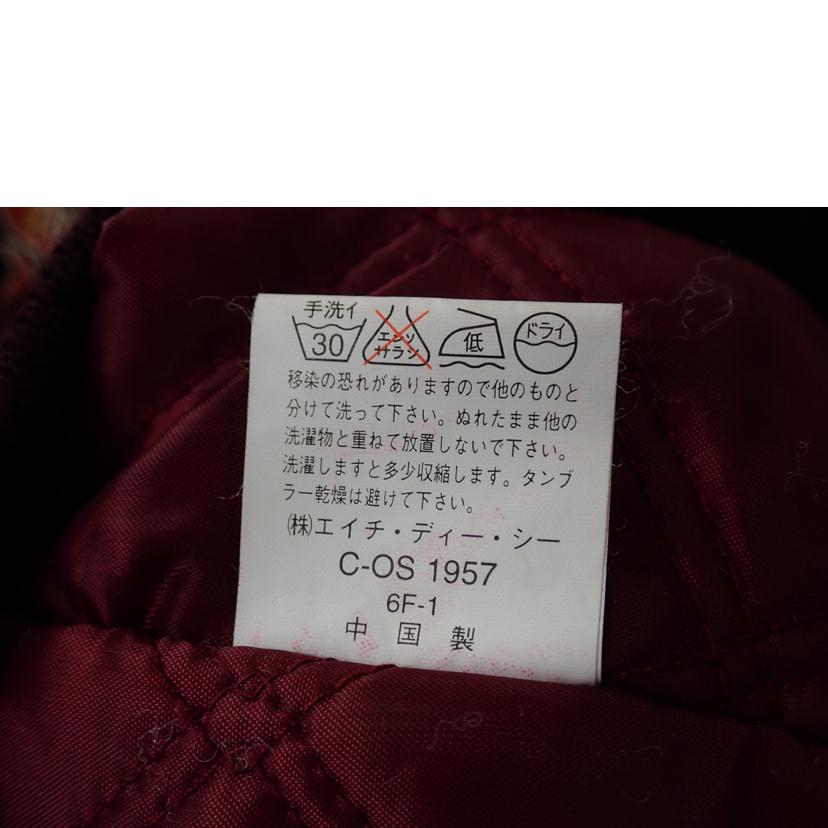 手洗イ
30 エンソサラシ 低 ドライ
移染の恐れがありますので他のものと
分けて洗って下さい。ぬれたまま他の
洗濯物と重ねて放置しないで下さい。
洗濯しますと多少収縮します。タンブ
ラー乾燥は避けて下さい。
㈱エイチ・ディー・シー
C-OS 1957
6F-1
中国製